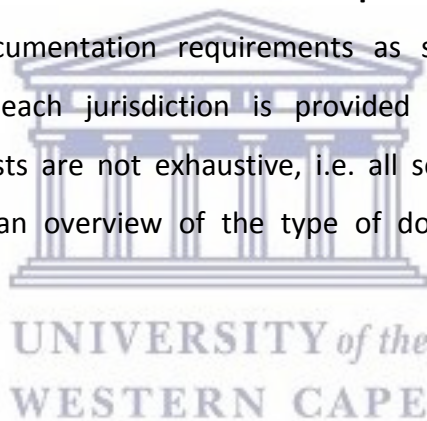 cumentation requirements as s
each jurisdiction is provided
sts are not exhaustive, i.e. all s
an overview of the type of do
UNIVERSITY of the
WESTERN CAPE